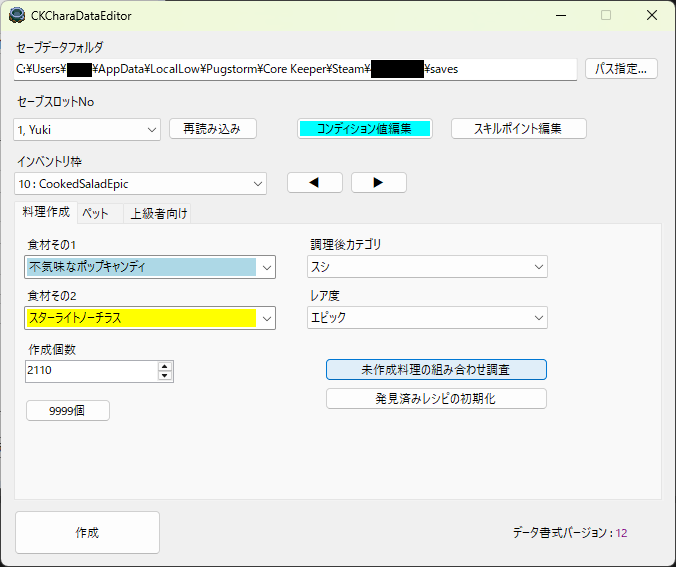 CKCharaDataEditor
セーブデータフォルダ
C:¥Users¥ ¥AppData¥LocalLow¥Pugstorm¥Core Keeper¥Steam¥ ¥saves
パス指定...
セーブスロットNo
1, Yuki
再読み込み
コンディション値編集
スキルポイント編集
インベントリ枠
10 : CookedSaladEpic
◀
▶
料理作成
ペット
上級者向け
食材その1
調理後カテゴリ
不気味なポップキャンディ
スシ
食材その2
レア度
スターライトノーチラス
エピック
作成個数
2110
未作成料理の組み合わせ調査
発見済みレシピの初期化
9999個
作成
データ書式バージョン : 12